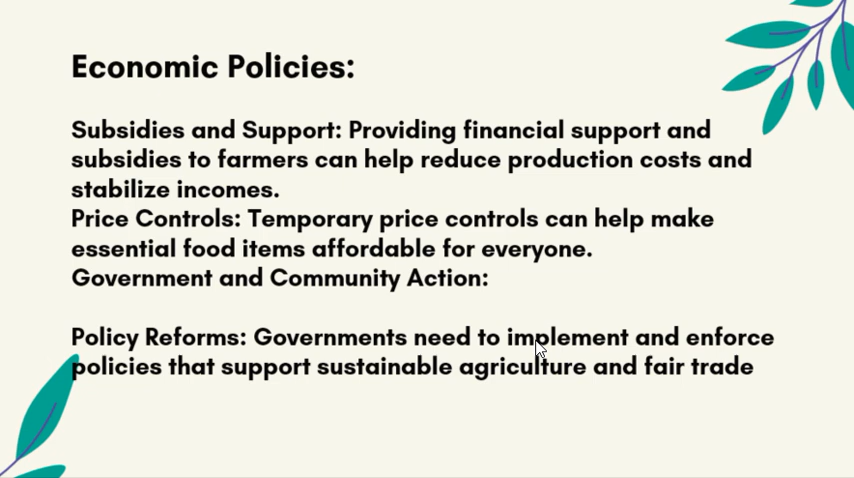 Economic Policies:
Subsidies and Support: Providing financial support and
subsidies to farmers can help reduce production costs and
stabilize incomes.
Price Controls: Temporary price controls can help make
essential food items affordable for everyone.
Government and Community Action:
Policy Reforms: Governments need to implement and enforce
policies that support sustainable agriculture and fair trade